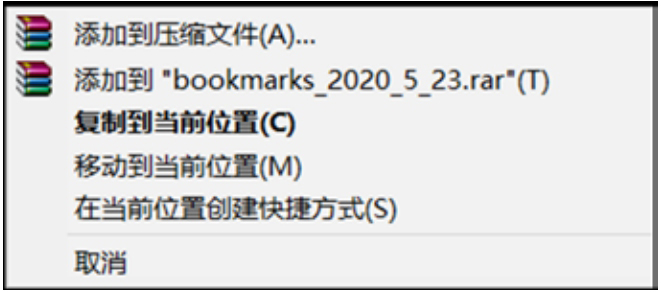 添加到压缩文件(A)...
添加到 "bookmarks_2020_5_23.rar"(T)
复制到当前位置(C)
移动到当前位置(M)
在当前位置创建快捷方式(S)
取消